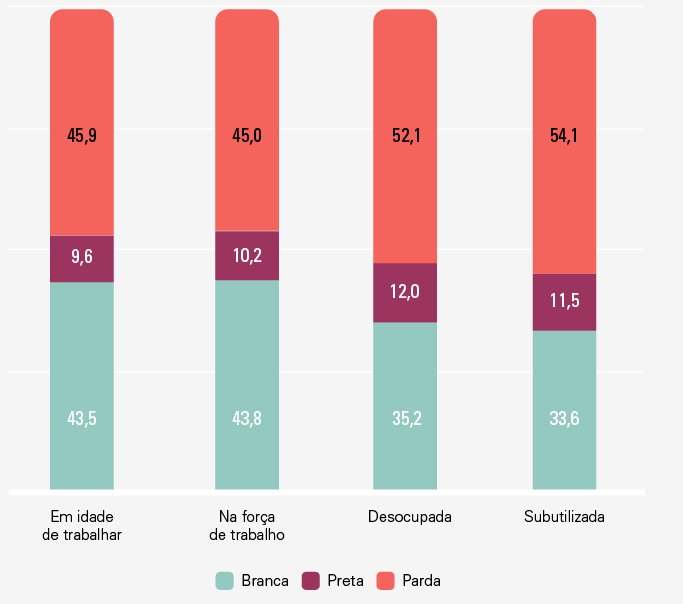 45,9
45,0
52,1
54,1
9,6
10,2
12,0
11,5
43,5
43,8
35,2
33,6
Em idade
de trabalhar
Na força
de trabalho
Desocupada
Subutilizada
Branca
Preta
Parda